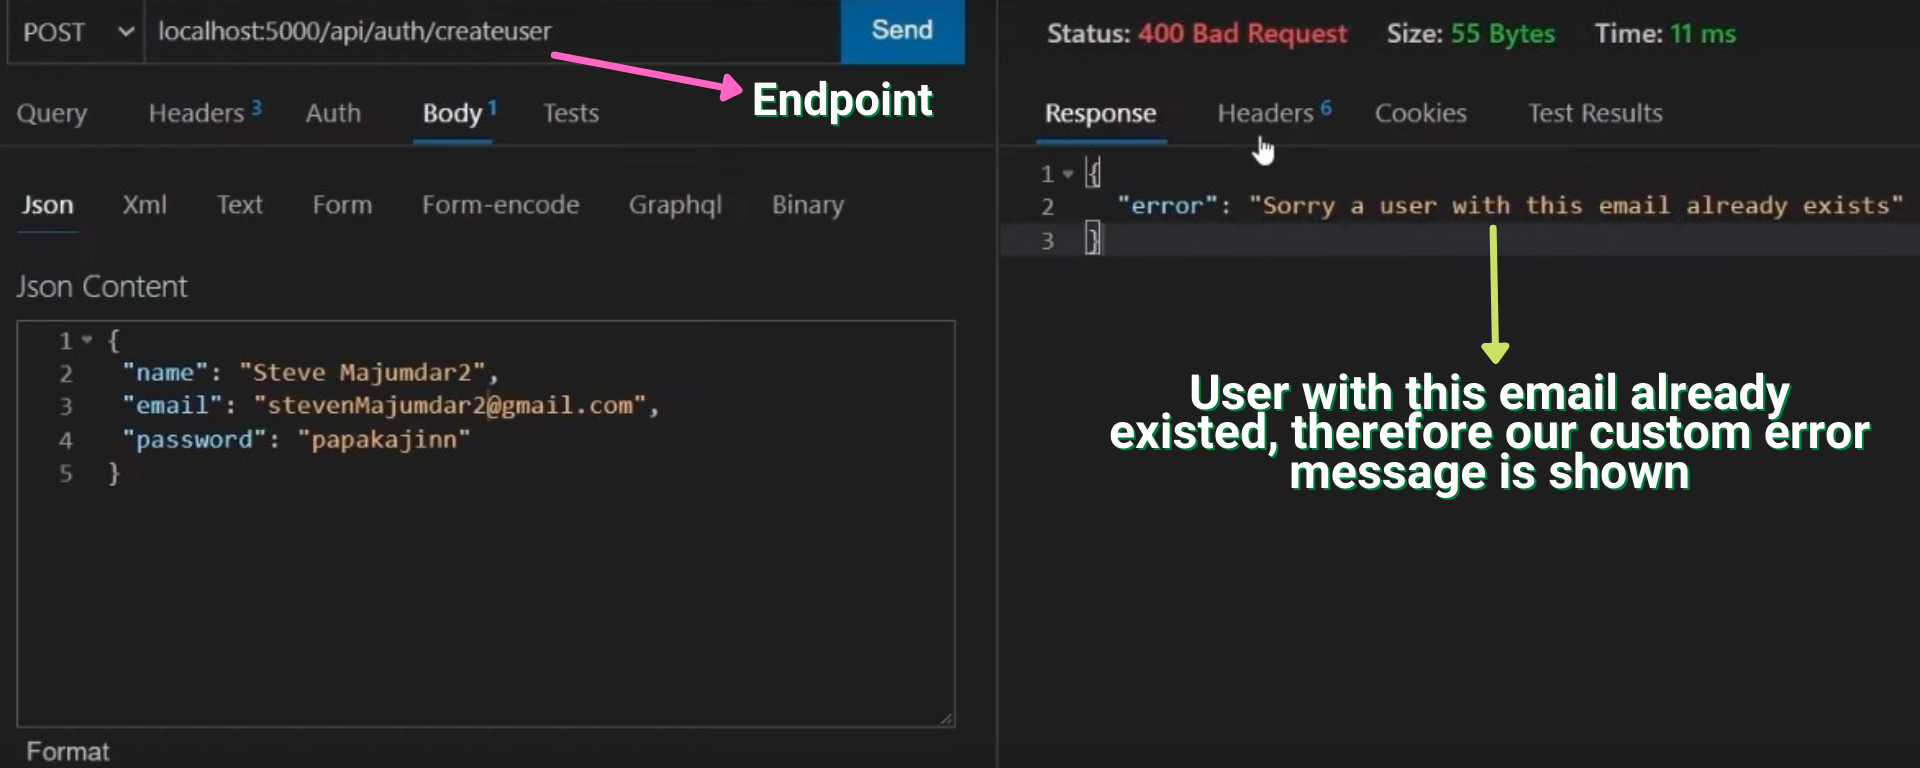 POST
localhost:5000/api/auth/createuser
Send
Endpoint
Query Headers 3 Auth Body 1 Tests
Json Xml Text Form Form-encode Graphql Binary
Json Content
1 {
2 "name": "Steve Majumdar2",
3 "email": "stevenMajumdar2@gmail.com",
4 "password": "papakajinn"
5 }
Format
Status: 400 Bad Request Size: 55 Bytes Time: 11 ms
Response Headers 6 Cookies Test Results
1 {
2 "error": "Sorry a user with this email already exists"
3 }
User with this email already
existed, therefore our custom error
message is shown